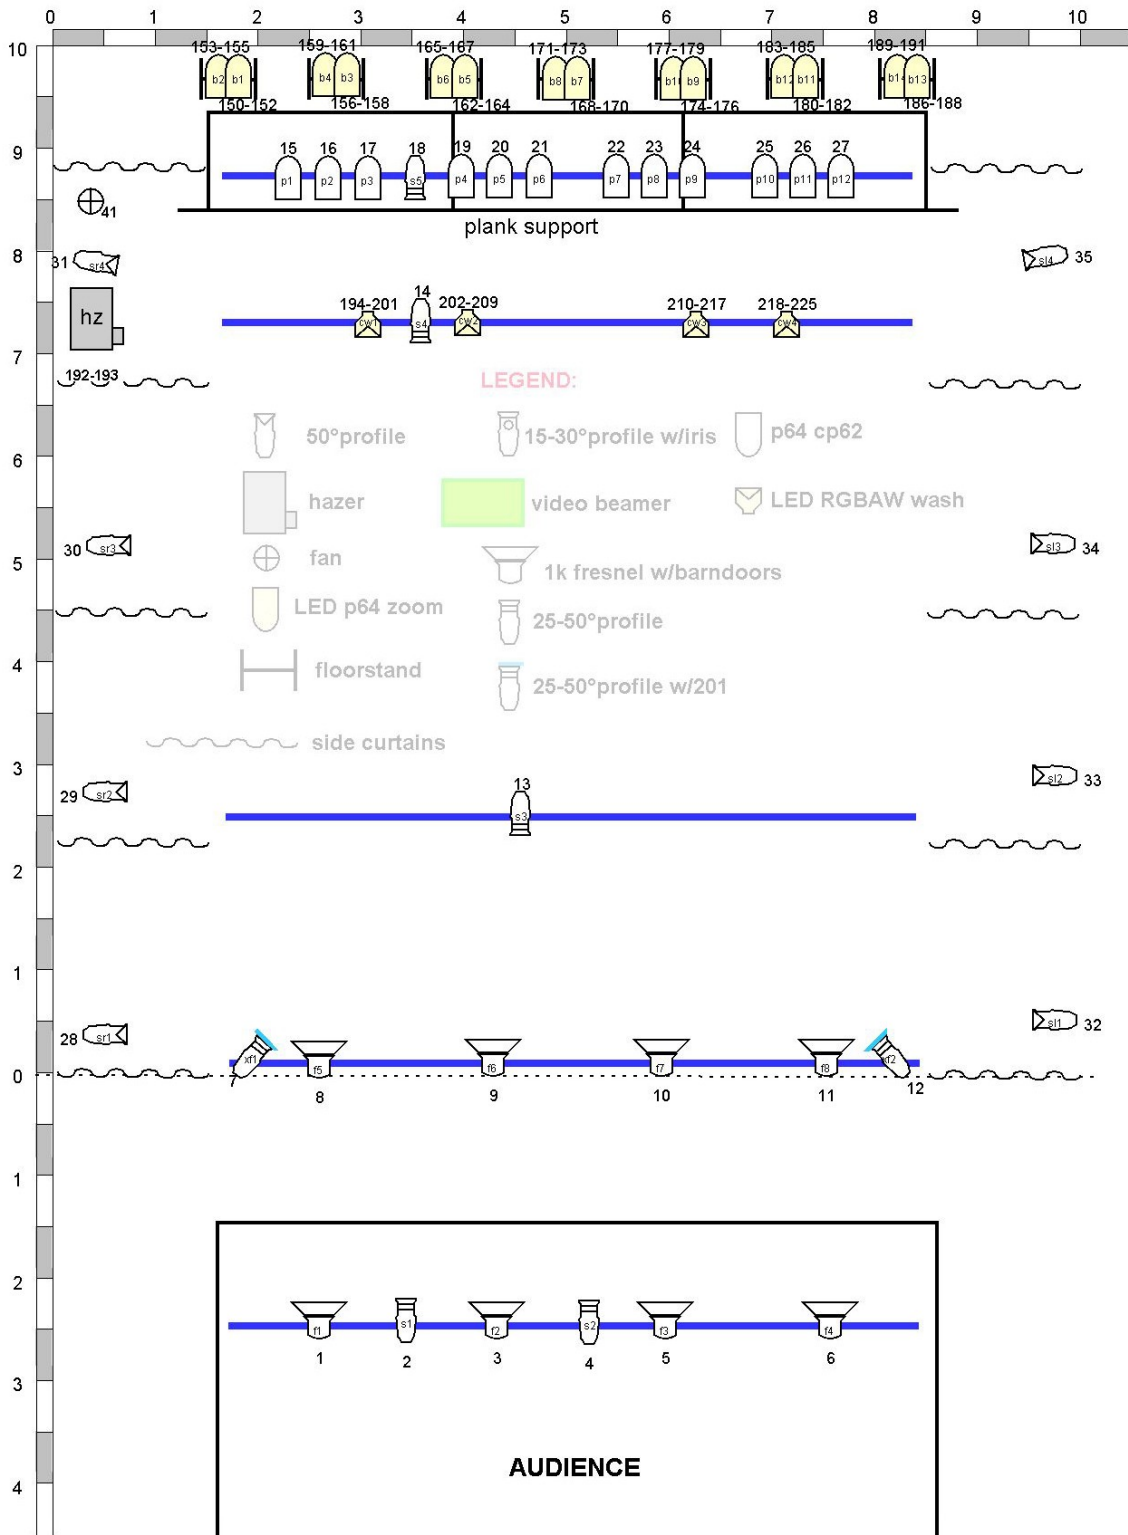 0 1 2 3 4 5 6 7 8 9 10
10
153-155 159-161 165-167 171-173 177-179 183-185 189-191
b2 b1 b4 b3 b6 b5 b8 b7 b10 b9 b12 b11 b14 b13
150-152 156-158 162-164 168-170 174-176 180-182 186-188
9
15 16 17 18 19 20 21 22 23 24 25 26 27
p1 p2 p3 s5 p4 p5 p6 p7 p8 p9 p10 p11 p12
41
plank support
8
31 sr4 sl4 35
14
194-201 202-209 210-217 218-225
hz
cw1 s4 cw2 cw3 cw4
7
192-193
LEGEND:
50°profile 15-30°profile w/iris p64 cp62
6
hazer video beamer LED RGBAW wash
30 sr3 sl3 34
5
fan 1k fresnel w/barndoors
LED p64 zoom 25-50°profile
4
floorstand 25-50°profile w/201
side curtains
3
13
29 sr2 sl2 33
s3
2
1
28 sr1 sl1 32
xf1 f5 f6 f7 f8 xf2
0
8 9 10 11 12
1
2
f1 s1 f2 s2 f3 f4
1 2 3 4 5 6
3
AUDIENCE
4